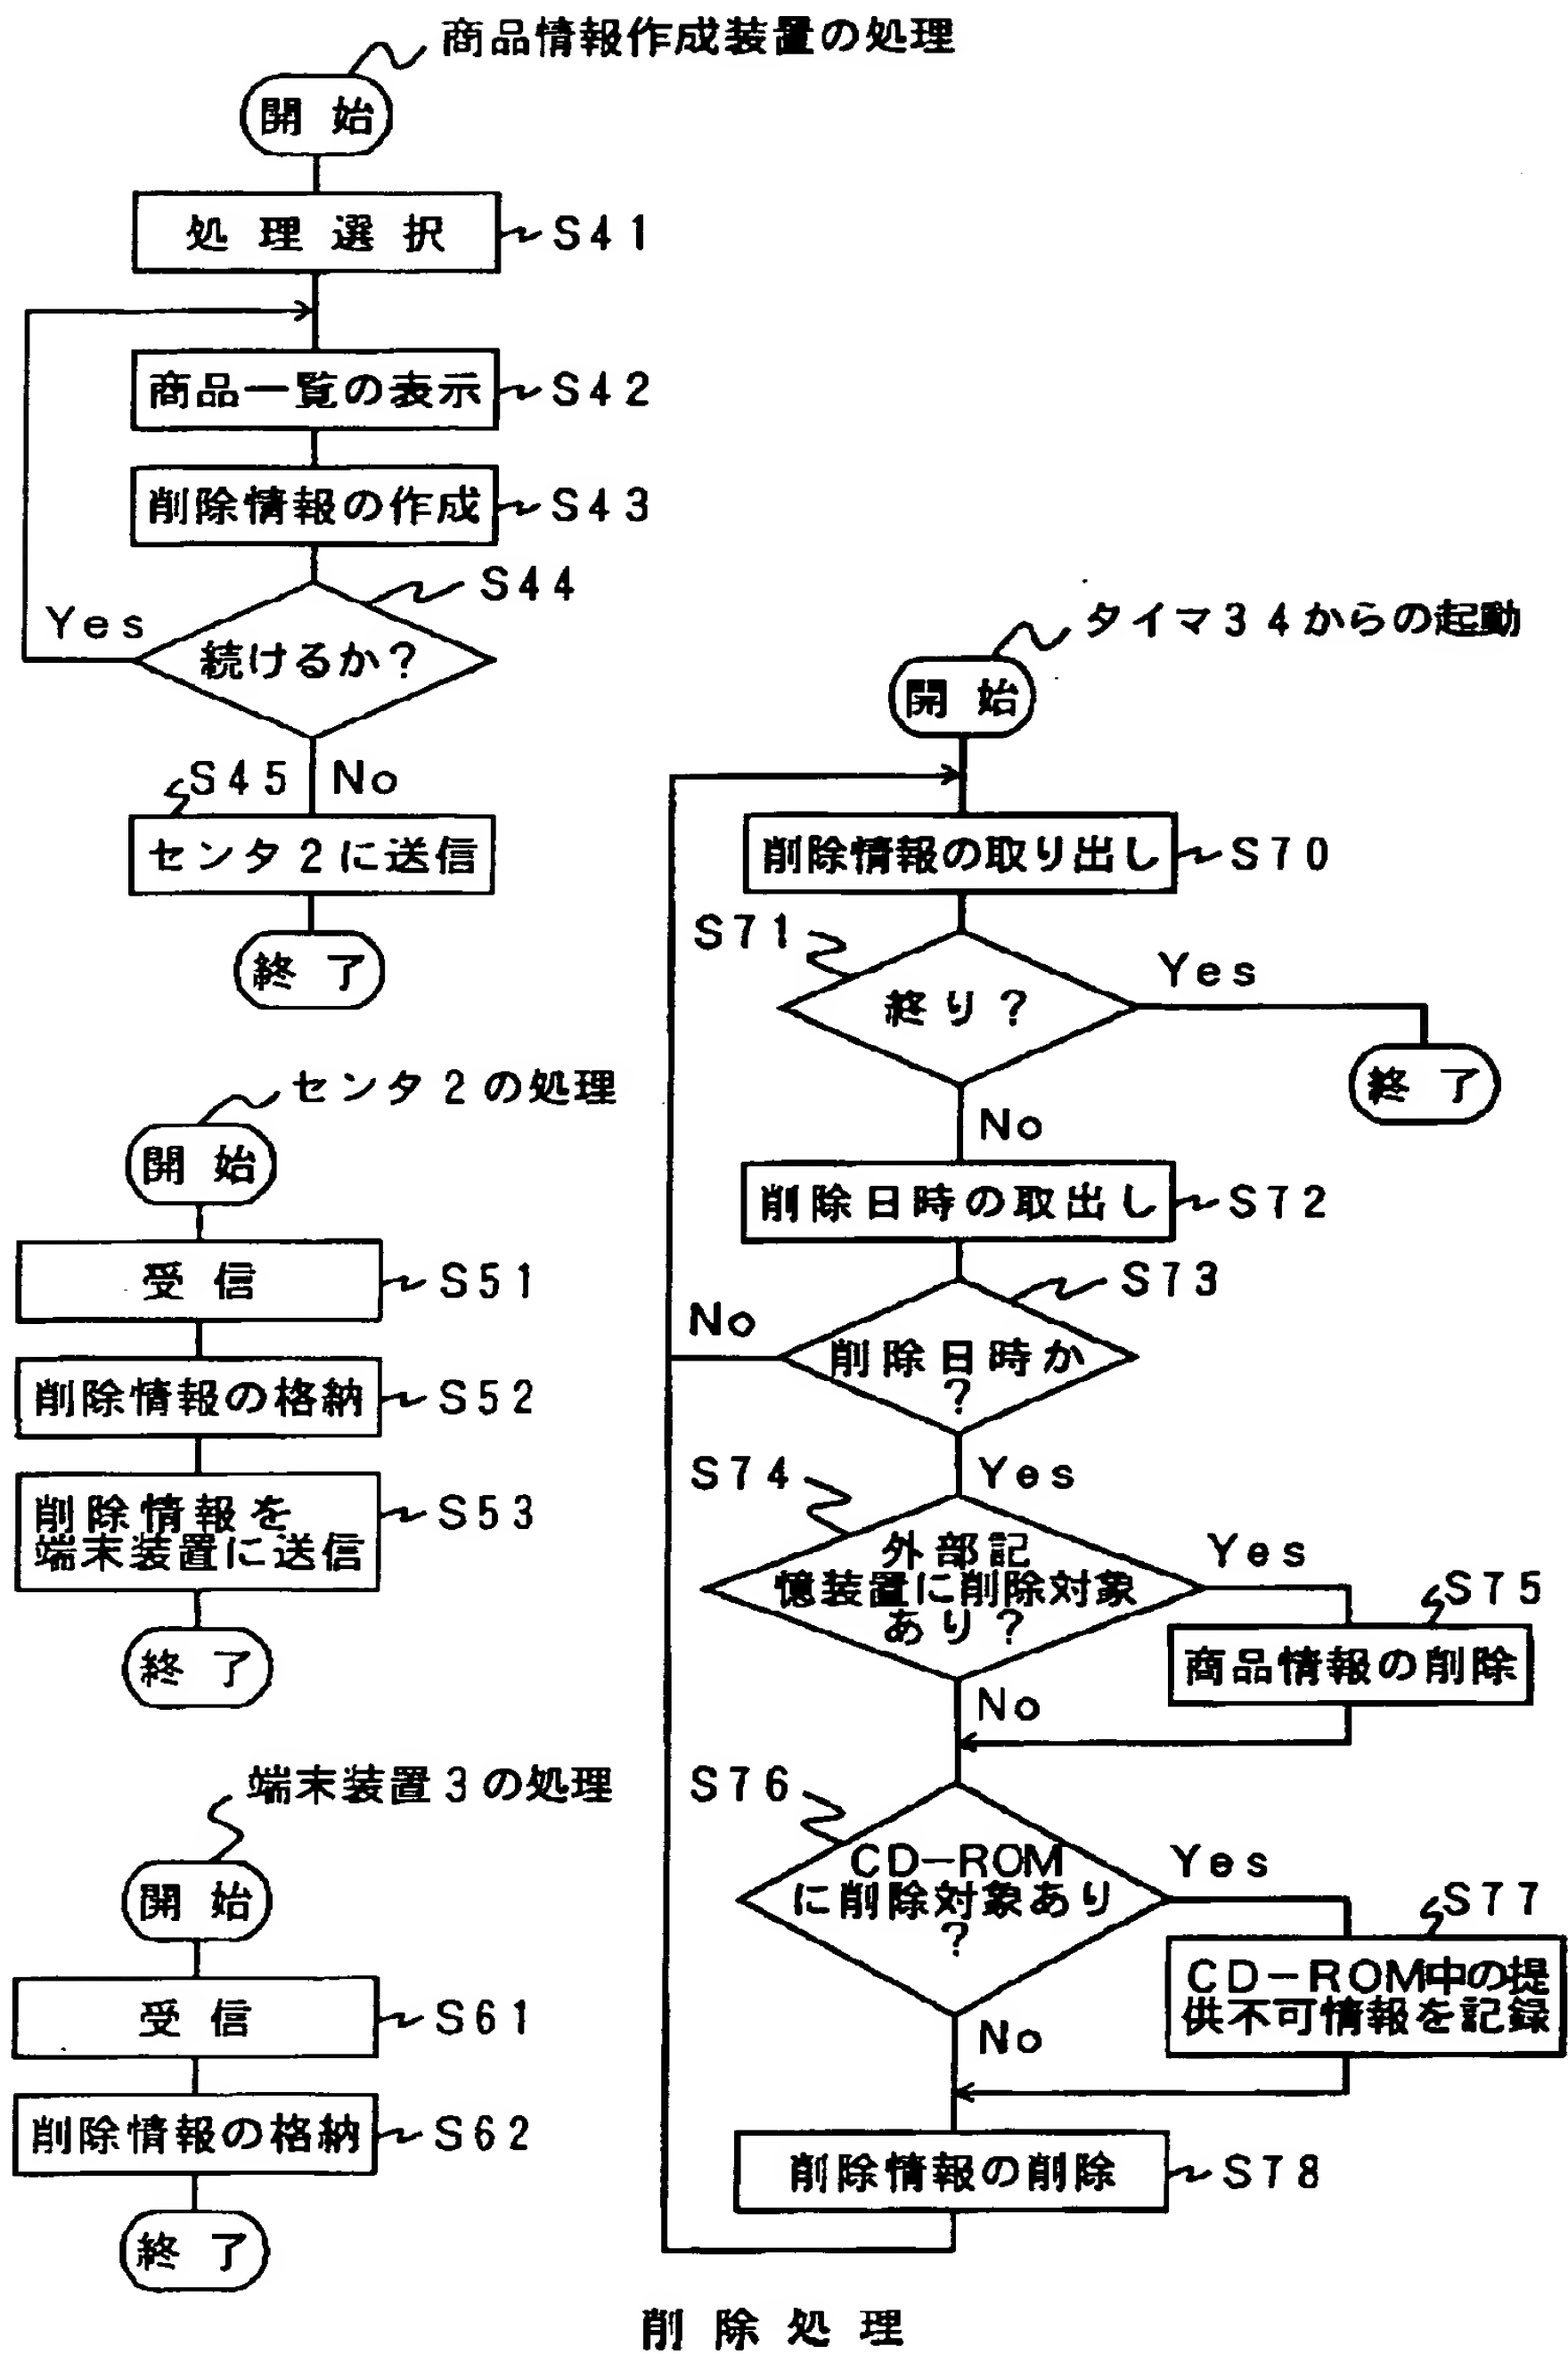 商品情報作成装置の処理
開始
処理選択
S41
商品一覧の表示
S42
削除情報の作成
S43
S44
Yes
続けるか？
S45
No
センタ2に送信
終了
センタ2の処理
開始
受信
S51
削除情報の格納
S52
削除情報を
端末装置に送信
S53
終了
端末装置3の処理
開始
受信
S61
削除情報の格納
S62
終了
タイマ34からの起動
開始
削除情報の取り出し
S70
S71
終り？
Yes
終了
No
削除日時の取出し
S72
S73
No
削除日時か
？
Yes
S74
外部記
憶装置に削除対象
あり？
Yes
S75
商品情報の削除
No
S76
CD－ROM
に削除対象あり
？
Yes
S77
CD－ROM中の提
供不可情報を記録
No
削除情報の削除
S78
削除処理